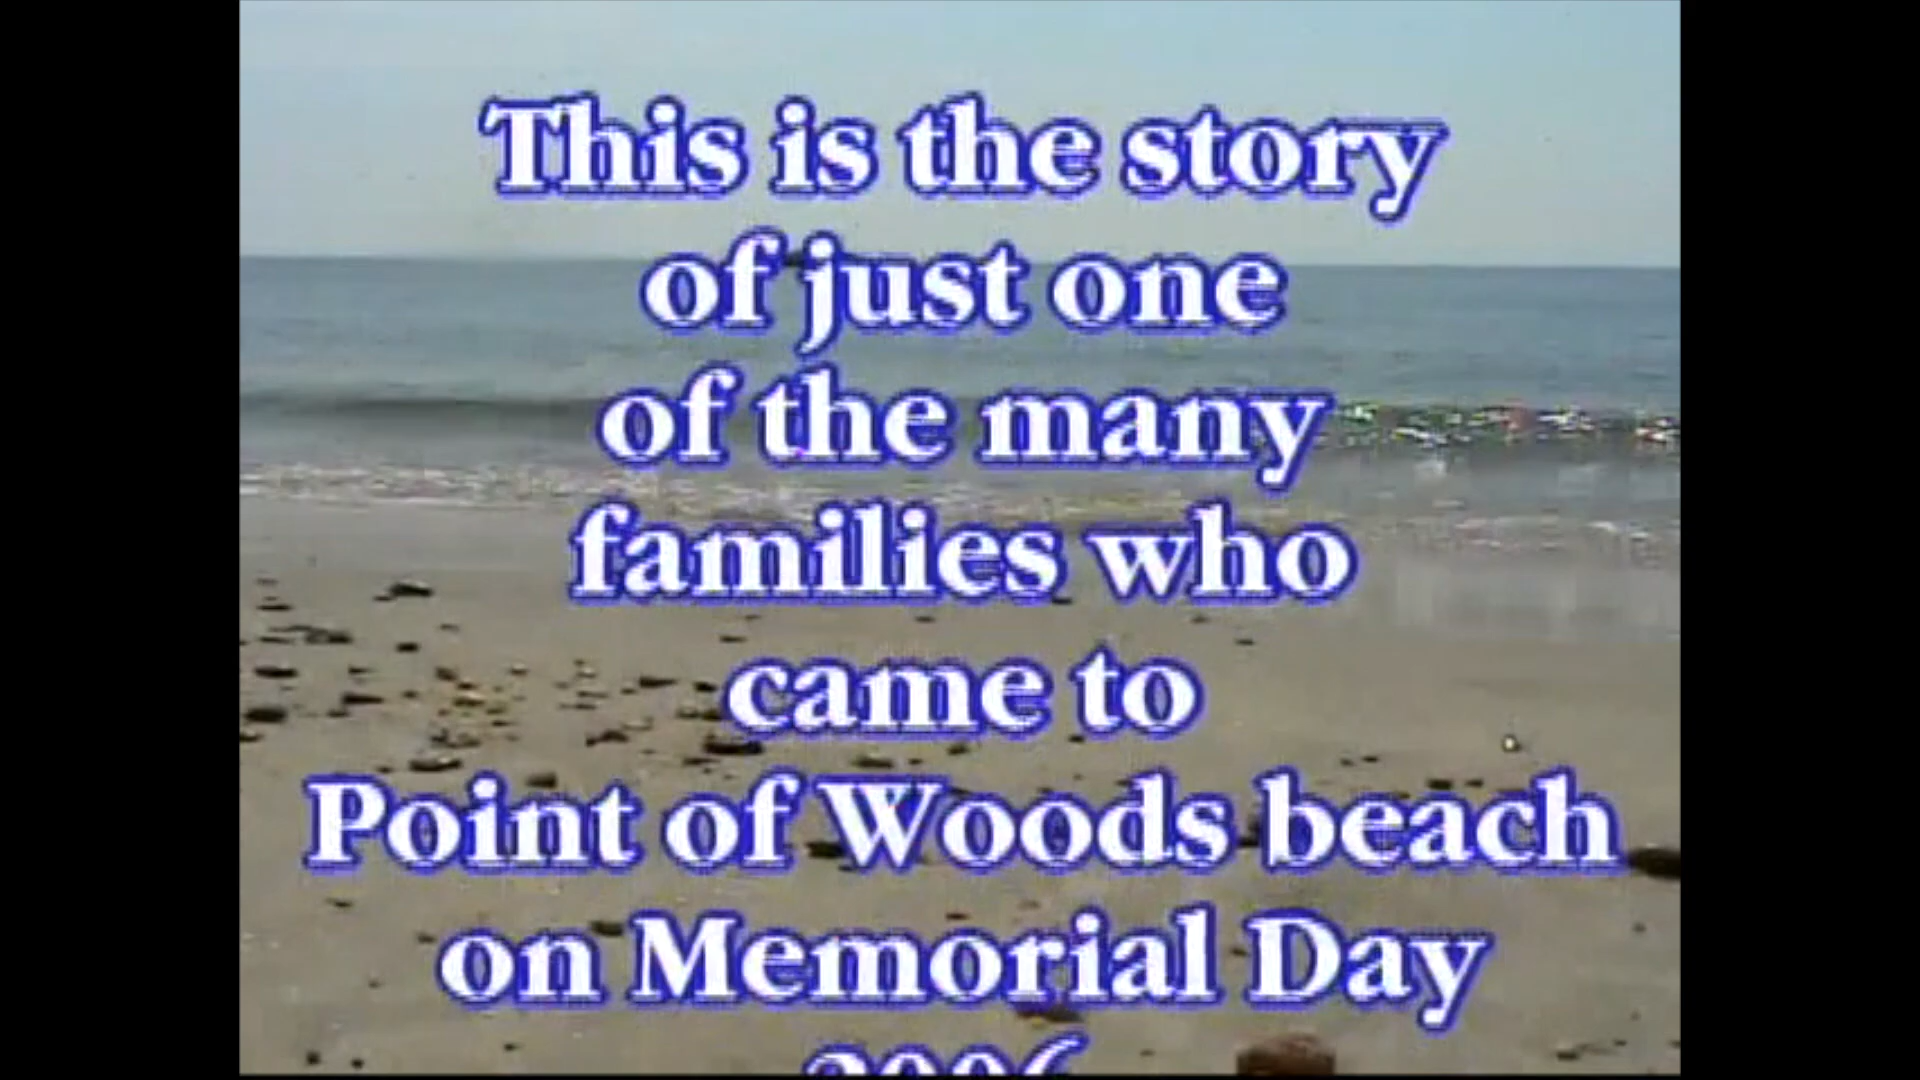 This is the story
of just one
of the many
families who
came to
Point of Woods beach
on Memorial Day
2006